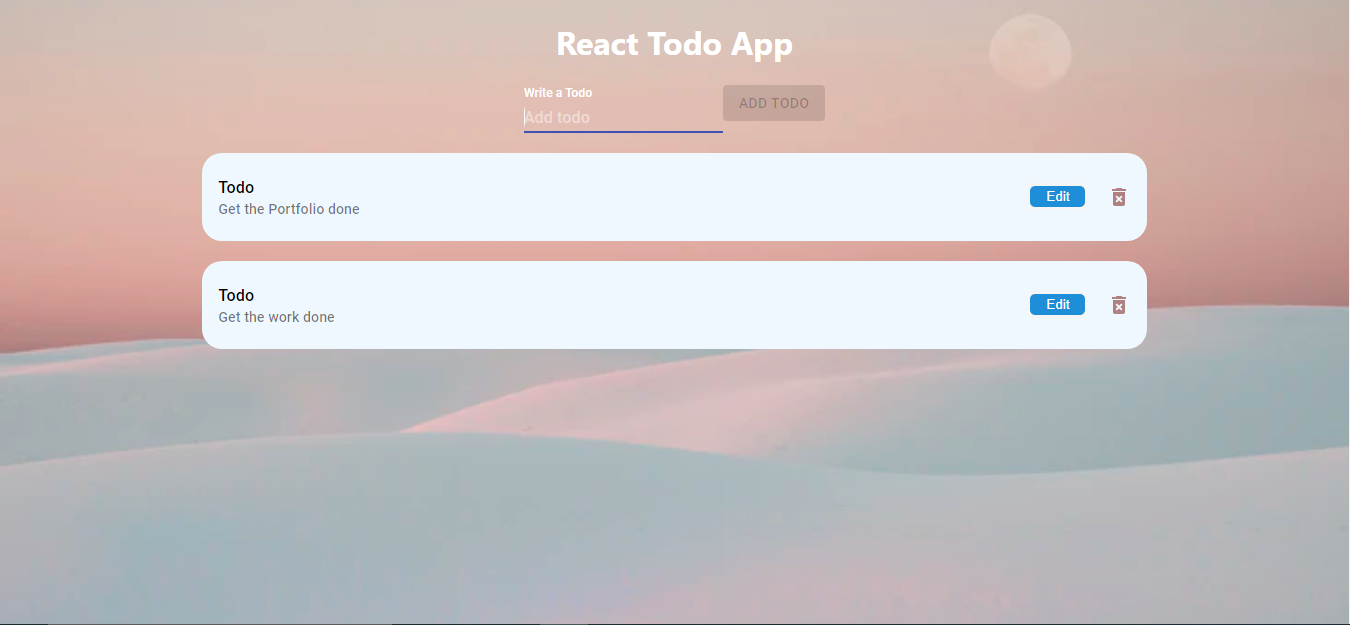 React Todo App
Write a Todo
Add todo
ADD TODO
Todo
Get the Portfolio done
Edit
Todo
Get the work done
Edit